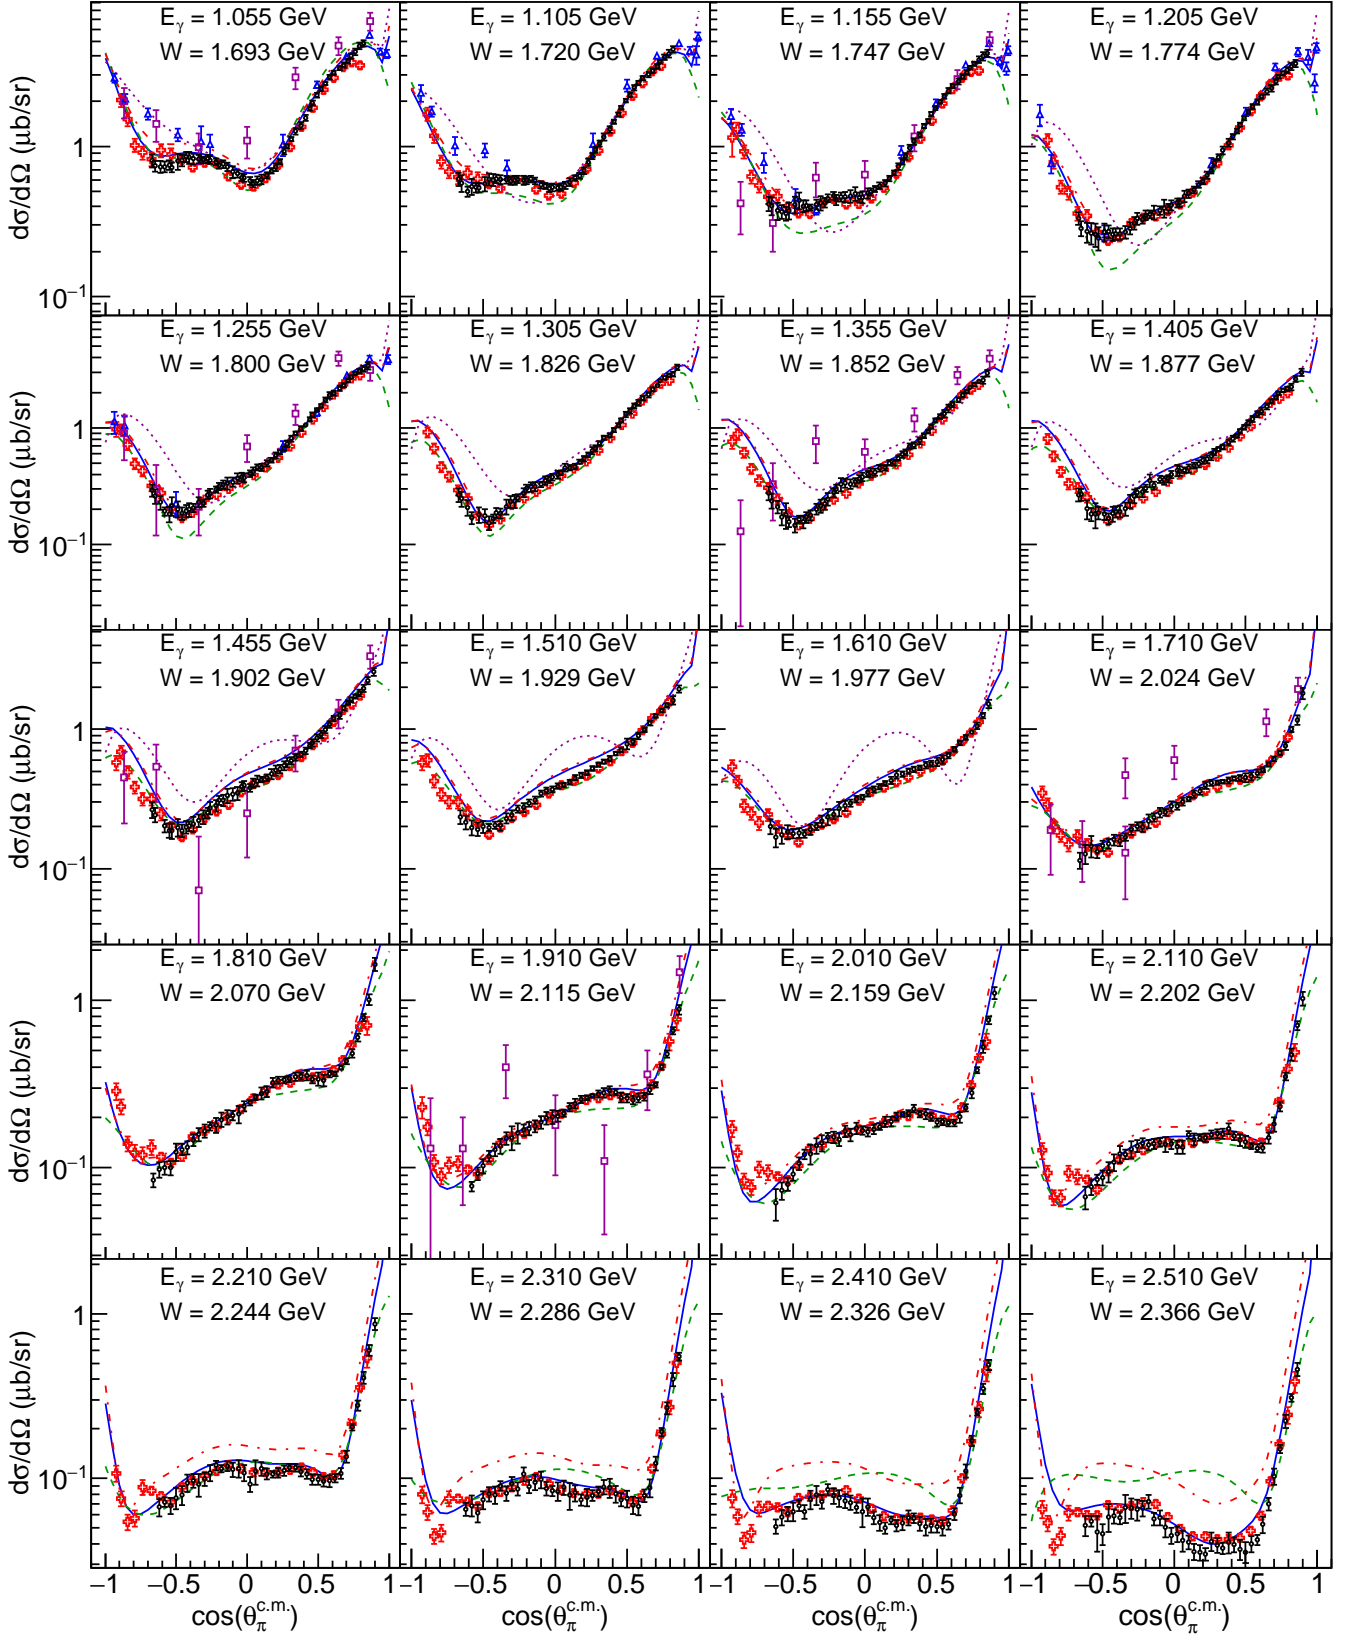 E_γ = 1.055 GeV E_γ = 1.105 GeV E_γ = 1.155 GeV E_γ = 1.205 GeV
W = 1.693 GeV W = 1.720 GeV W = 1.747 GeV W = 1.774 GeV
dσ/dΩ (μb/sr)
1
10⁻¹
E_γ = 1.255 GeV E_γ = 1.305 GeV E_γ = 1.355 GeV E_γ = 1.405 GeV
W = 1.800 GeV W = 1.826 GeV W = 1.852 GeV W = 1.877 GeV
dσ/dΩ (μb/sr)
1
10⁻¹
E_γ = 1.455 GeV E_γ = 1.510 GeV E_γ = 1.610 GeV E_γ = 1.710 GeV
W = 1.902 GeV W = 1.929 GeV W = 1.977 GeV W = 2.024 GeV
dσ/dΩ (μb/sr)
1
10⁻¹
E_γ = 1.810 GeV E_γ = 1.910 GeV E_γ = 2.010 GeV E_γ = 2.110 GeV
W = 2.070 GeV W = 2.115 GeV W = 2.159 GeV W = 2.202 GeV
dσ/dΩ (μb/sr)
1
10⁻¹
E_γ = 2.210 GeV E_γ = 2.310 GeV E_γ = 2.410 GeV E_γ = 2.510 GeV
W = 2.244 GeV W = 2.286 GeV W = 2.326 GeV W = 2.366 GeV
dσ/dΩ (μb/sr)
1
10⁻¹
−1 −0.5 0 0.5 −1 −0.5 0 0.5 −1 −0.5 0 0.5 −1 −0.5 0 0.5 1
cos(θ_π^c.m.) cos(θ_π^c.m.) cos(θ_π^c.m.) cos(θ_π^c.m.)